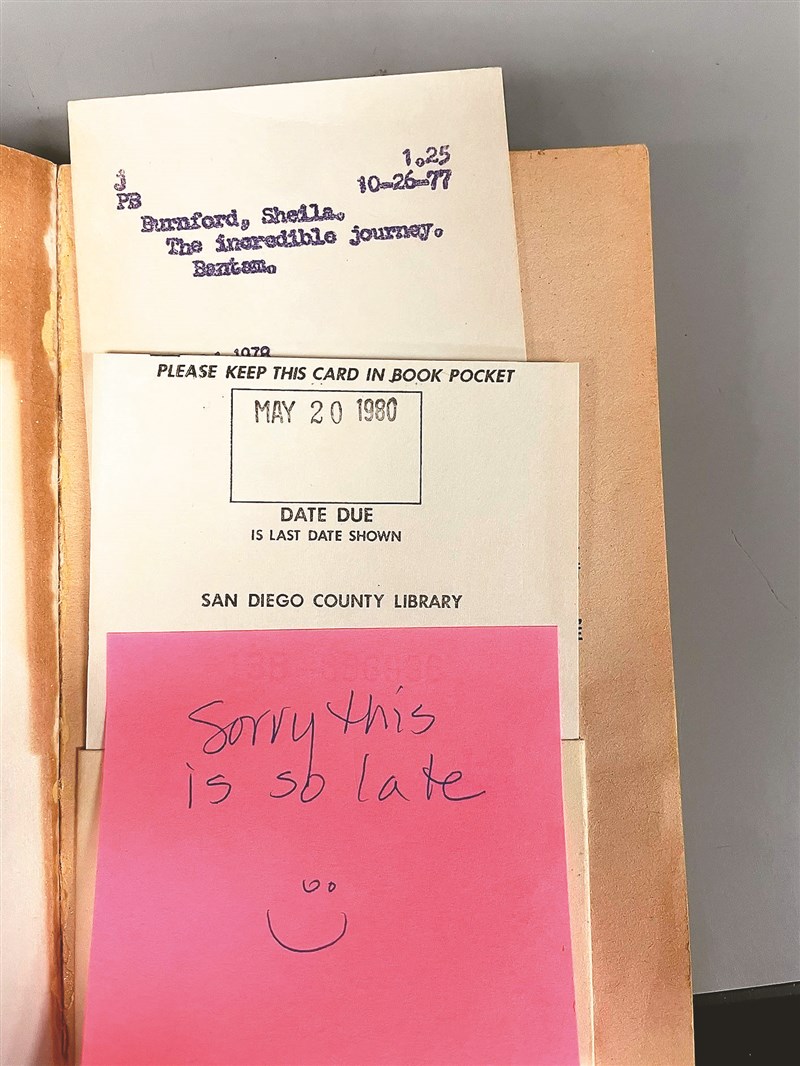 1.25
j 10-26-77
PB
Burnford, Sheila.
The incredible journey.
Bantam.
1978
PLEASE KEEP THIS CARD IN BOOK POCKET
MAY 20 1980
DATE DUE
IS LAST DATE SHOWN
SAN DIEGO COUNTY LIBRARY
Sorry this
is so late